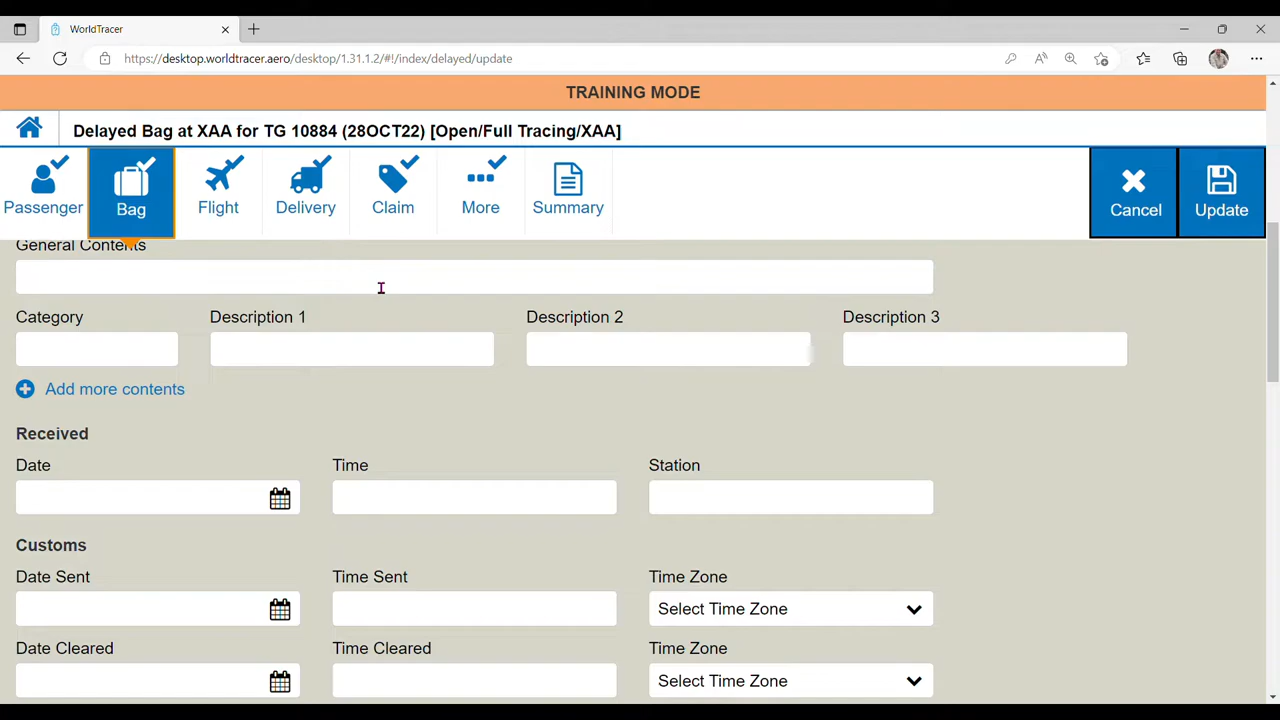 WorldTracer
https://desktop.worldtracer.aero/desktop/1.31.1.2/#!/index/delayed/update
TRAINING MODE
Delayed Bag at XAA for TG 10884 (28OCT22) [Open/Full Tracing/XAA]
Passenger
Bag
Flight
Delivery
Claim
More
Summary
Cancel
Update
General Contents
Category Description 1 Description 2 Description 3
Add more contents
Received
Date Time Station
Customs
Date Sent Time Sent Time Zone
Select Time Zone
Date Cleared Time Cleared Time Zone
Select Time Zone